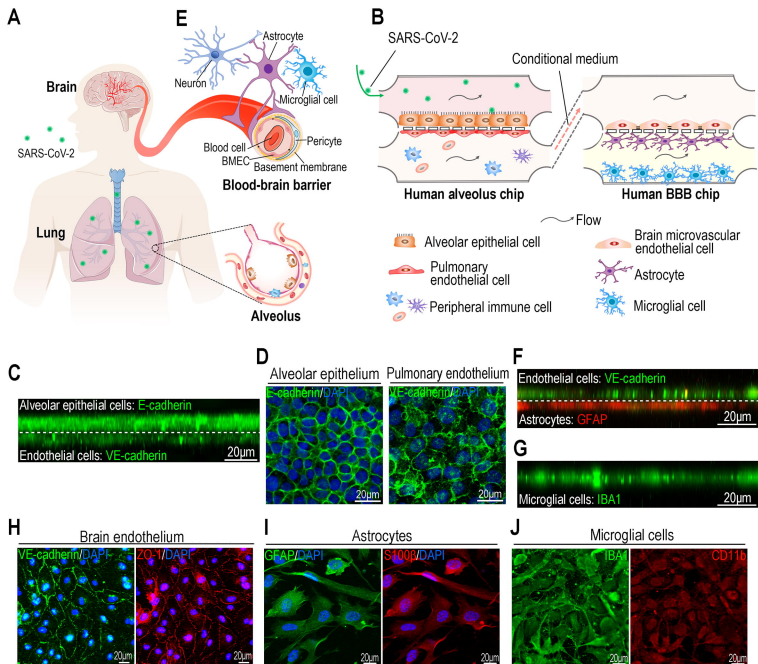 A
Brain
SARS-CoV-2
Lung
E
Astrocyte
Neuron
Microglial cell
Blood cell
Pericyte
BMEC
Basement membrane
Blood-brain barrier
Alveolus
B
SARS-CoV-2
Conditional medium
Flow
Flow
Flow
Flow
Human alveolus chip
Human BBB chip
Flow
Alveolar epithelial cell
Brain microvascular
endothelial cell
Pulmonary
endothelial cell
Astrocyte
Peripheral immune cell
Microglial cell
C
Alveolar epithelial cells: E-cadherin
Endothelial cells: VE-cadherin
20μm
D
Alveolar epithelium
E-cadherin/DAPI
20μm
Pulmonary endothelium
VE-cadherin/DAPI
20μm
F
Endothelial cells: VE-cadherin
Astrocytes: GFAP
20μm
G
Microglial cells: IBA1
20μm
H
Brain endothelium
VE-cadherin/DAPI
20μm
ZO-1/DAPI
20μm
I
Astrocytes
GFAP/DAPI
20μm
S100β/DAPI
20μm
J
Microglial cells
IBA1
20μm
CD11b
20μm